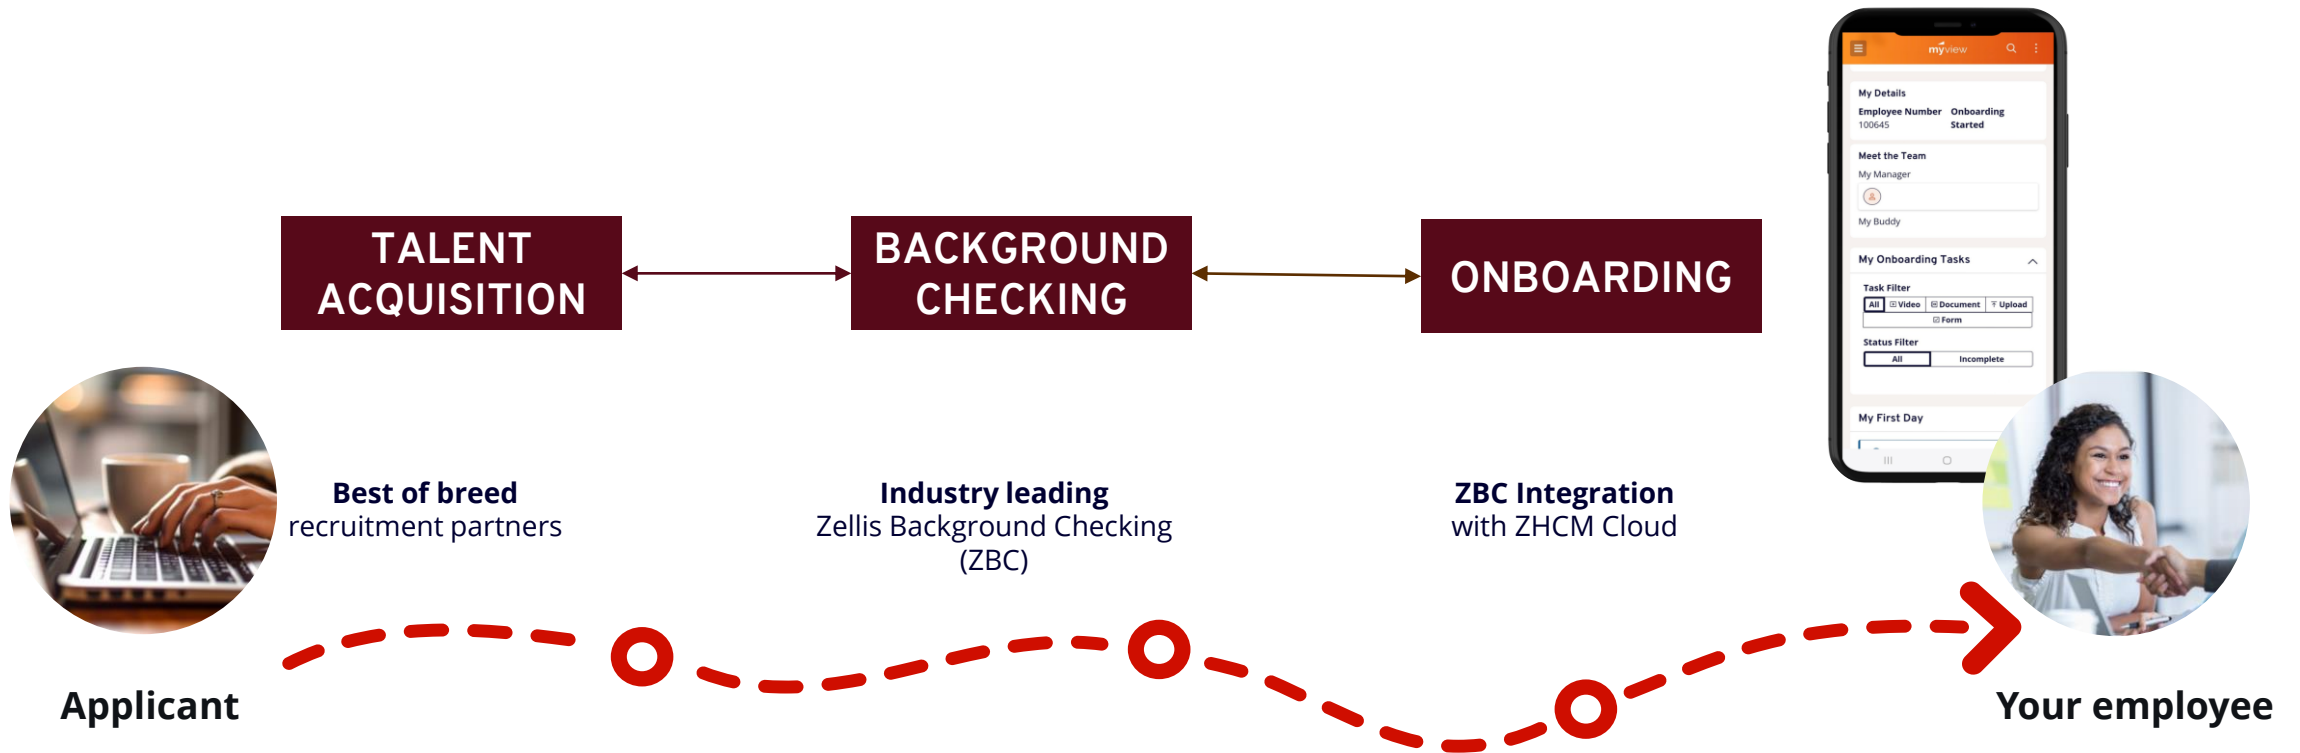 TALENT
ACQUISITION
BACKGROUND
CHECKING
ONBOARDING
Best of breed
recruitment partners
Industry leading
Zellis Background Checking
(ZBC)
ZBC Integration
with ZHCM Cloud
Applicant
Your employee
myview
My Details
Employee Number Onboarding
100645 Started
Meet the Team
My Manager
My Buddy
My Onboarding Tasks
Task Filter
All Video Document Upload
Form
Status Filter
All Incomplete
My First Day